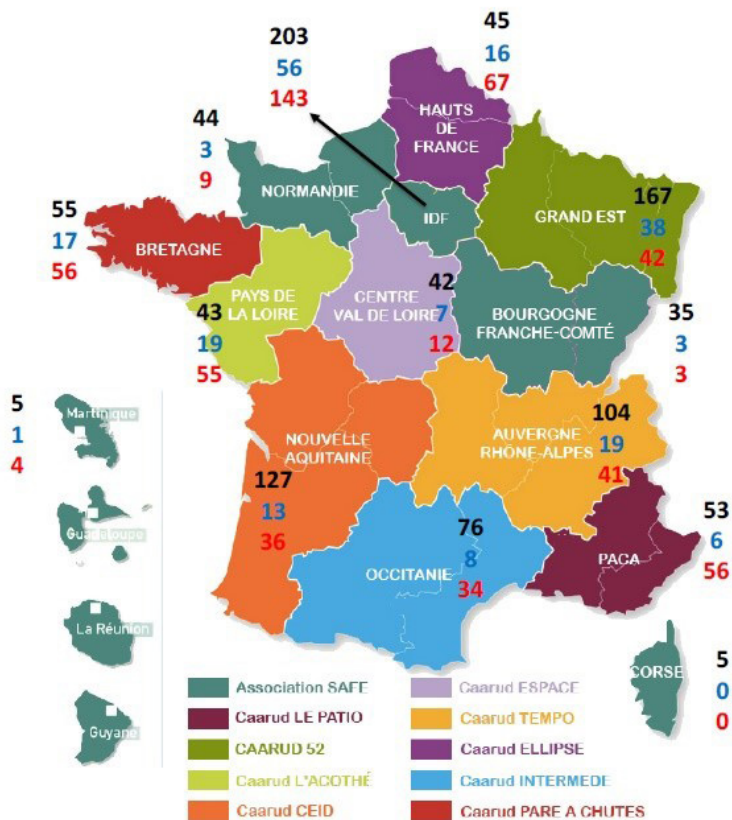 203
56
143
45
16
67
HAUTS
DE
FRANCE
44
3
9
NORMANDIE
IDF
167
GRAND EST
38
42
55
17
56
BRETAGNE
PAYS DE
LA LOIRE
43
19
55
CENTRE
VAL DE LOIRE
42
7
12
BOURGOGNE
FRANCHE-COMTÉ
35
3
3
5
1
4
Martinique
Guadeloupe
La Réunion
Guyane
NOUVELLE
AQUITAINE
127
13
36
AUVERGNE
RHÔNE-ALPES
104
19
41
76
8
34
OCCITANIE
PACA
53
6
56
CORSE
5
0
0
Association SAFE
Caarud LE PATIO
CAARUD 52
Caarud L'ACOTHÉ
Caarud CEID
Caarud ESPACE
Caarud TEMPO
Caarud ELLIPSE
Caarud INTERMEDE
Caarud PARE A CHUTES